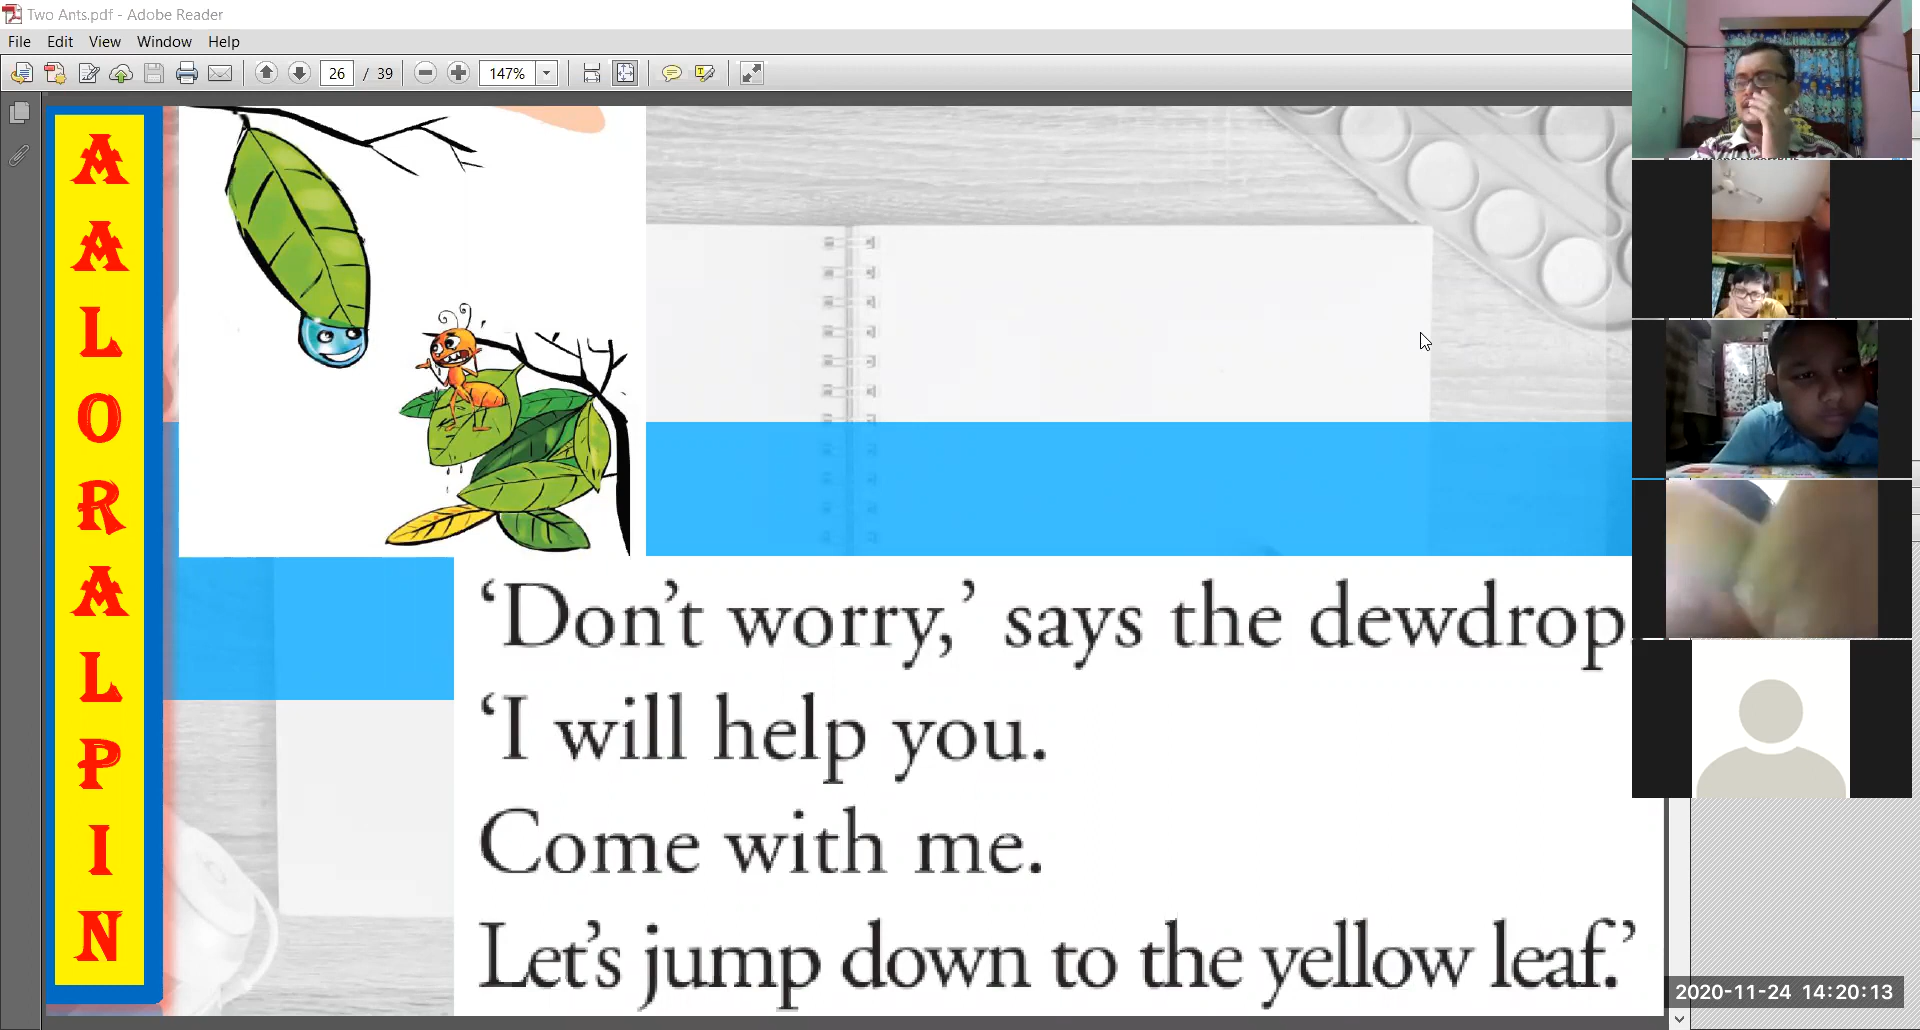 Two Ants.pdf - Adobe Reader
File Edit View Window Help
26 / 39 147%
AALORALPIN
‘Don’t worry,’ says the dewdrop
‘I will help you.
Come with me.
Let’s jump down to the yellow leaf.’
2020-11-24 14:20:13